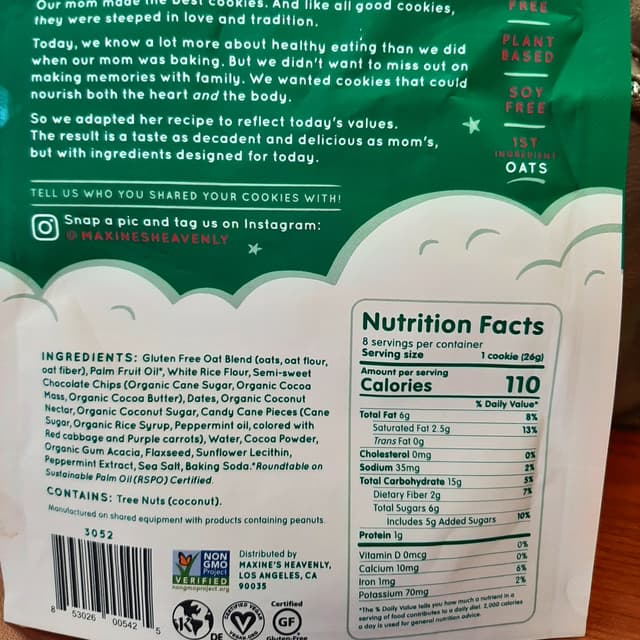 Our mom made the best cookies. And like all good cookies,
they were steeped in love and tradition.
Today, we know a lot more about healthy eating than we did
when our mom was baking. But we didn't want to miss out on
making memories with family. We wanted cookies that could
nourish both the heart and the body.
So we adapted her recipe to reflect today's values.
The result is a taste as decadent and delicious as mom's,
but with ingredients designed for today.
TELL US WHO YOU SHARED YOUR COOKIES WITH!
Snap a pic and tag us on Instagram:
@MAXINESHEAVENLY
FREE
PLANT
BASED
SOY
FREE
1ST
INGREDIENT
OATS
INGREDIENTS: Gluten Free Oat Blend (oats, oat flour,
oat fiber), Palm Fruit Oil*, White Rice Flour, Semi-sweet
Chocolate Chips (Organic Cane Sugar, Organic Cocoa
Mass, Organic Cocoa Butter), Dates, Organic Coconut
Nectar, Organic Coconut Sugar, Candy Cane Pieces (Cane
Sugar, Organic Rice Syrup, Peppermint oil, colored with
Red cabbage and Purple carrots), Water, Cocoa Powder,
Organic Gum Acacia, Flaxseed, Sunflower Lecithin,
Peppermint Extract, Sea Salt, Baking Soda. *Roundtable on
Sustainable Palm Oil (RSPO) Certified.
CONTAINS: Tree Nuts (coconut).
Manufactured on shared equipment with products containing peanuts.
3052
8 53026 00542 5
NON
GMO
Project
VERIFIED
nongmoproject.org
Distributed by
MAXINE'S HEAVENLY,
LOS ANGELES, CA
90035
K
DE
CERTIFIED VEGAN
VEGAN.ORG
Certified
GF
Gluten-Free
Nutrition Facts
8 servings per container
Serving size 1 cookie (26g)
Amount per serving
Calories 110
% Daily Value*
Total Fat 6g 8%
Saturated Fat 2.5g 13%
Trans Fat 0g
Cholesterol 0mg 0%
Sodium 35mg 2%
Total Carbohydrate 15g 5%
Dietary Fiber 2g 7%
Total Sugars 6g
Includes 5g Added Sugars 10%
Protein 1g
Vitamin D 0mcg 0%
Calcium 10mg 0%
Iron 1mg 6%
Potassium 70mg 2%
*The % Daily Value tells you how much a nutrient in a
serving of food contributes to a daily diet. 2,000 calories
a day is used for general nutrition advice.